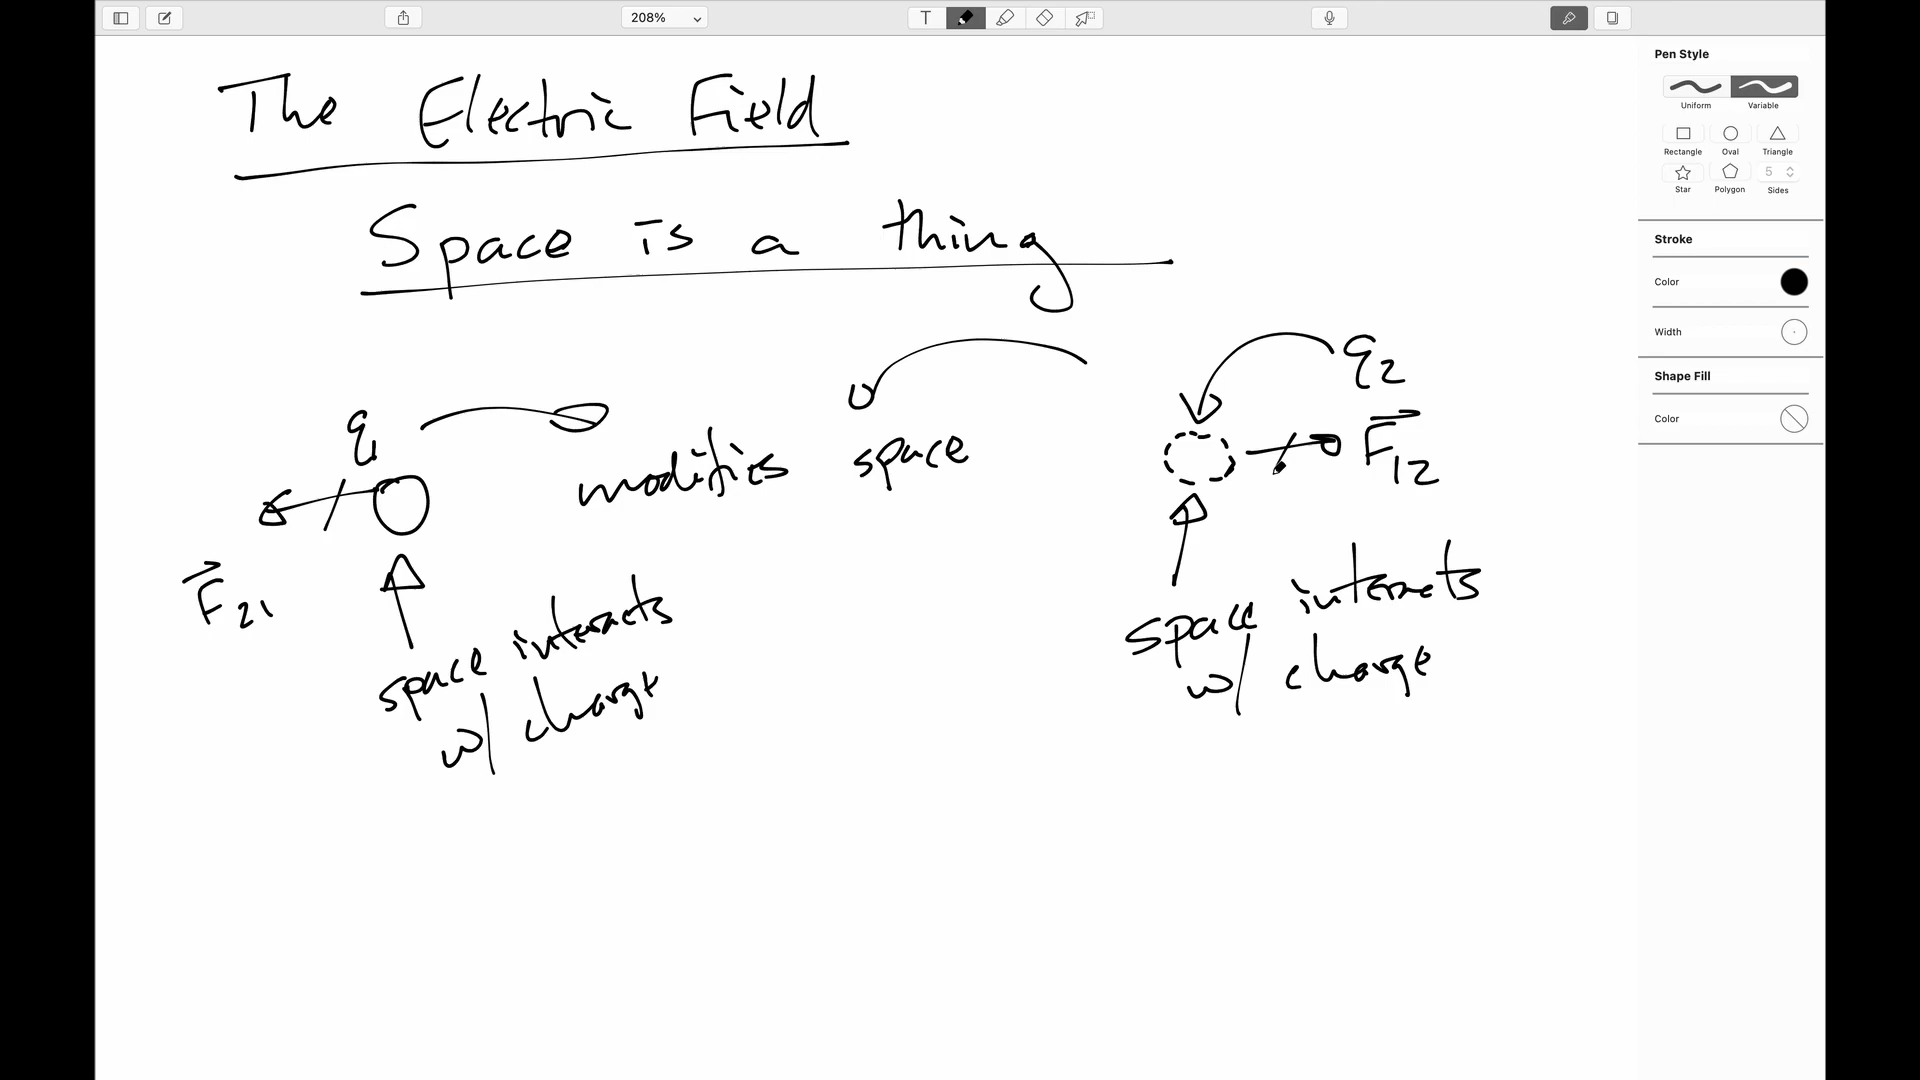 208%
T
Pen Style
Uniform
Variable
Rectangle
Oval
Triangle
Star
Polygon
5
Sides
Stroke
Color
Width
Shape Fill
Color
The Electric Field
Space is a thing
q1
modifies space
q2
F12
F21
space interacts
w/ charge
space interacts
w/ charge